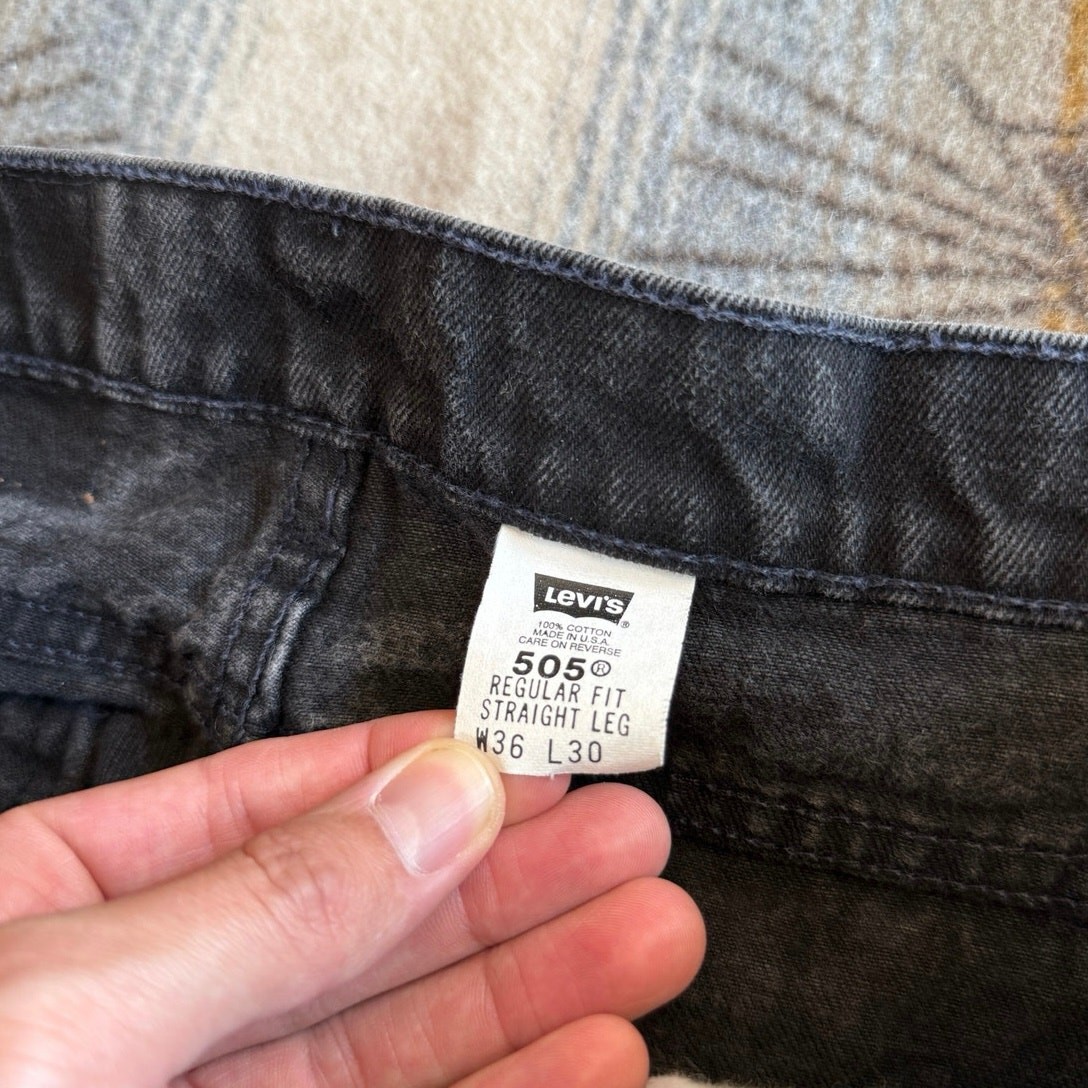 LEVI'S®
100% COTTON
MADE IN U.S.A.
CARE ON REVERSE
505®
REGULAR FIT
STRAIGHT LEG
W36 L30